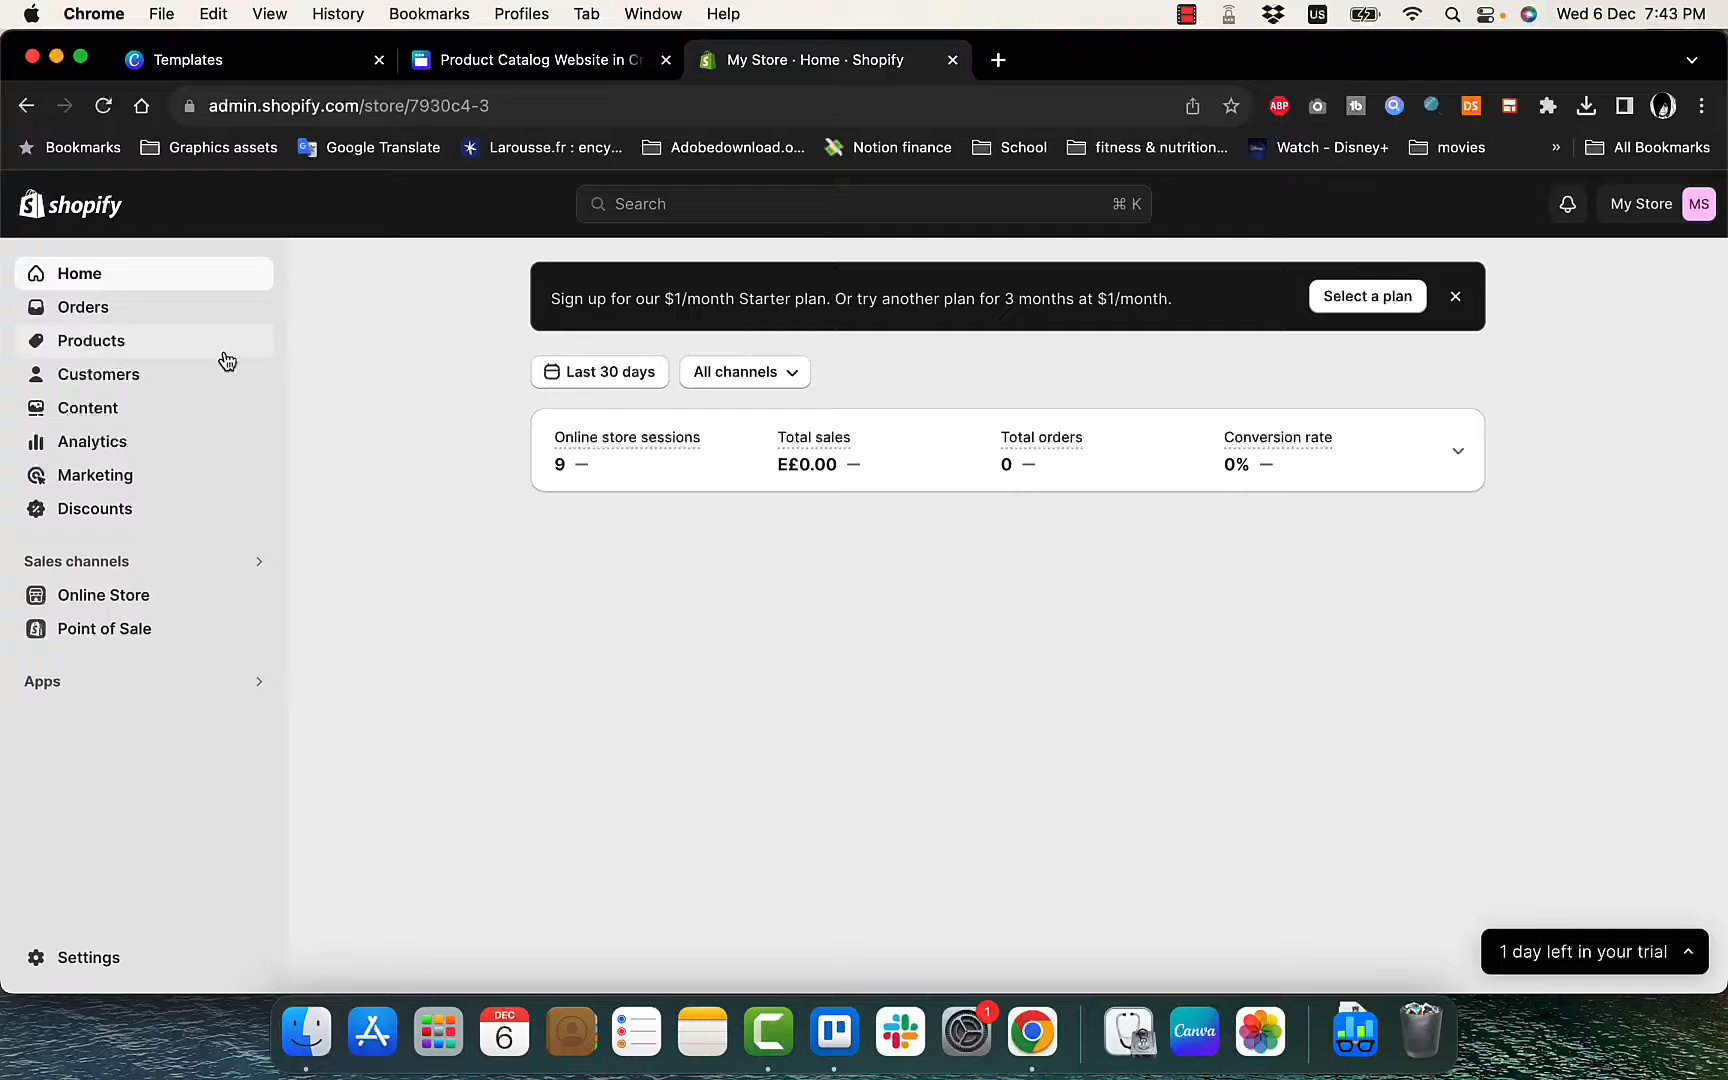 Chrome File Edit View History Bookmarks Profiles Tab Window Help US Wed 6 Dec 7:43 PM
Templates Product Catalog Website in Cr My Store · Home · Shopify
admin.shopify.com/store/7930c4-3 ABP tb DS
Bookmarks Graphics assets Google Translate Larousse.fr : ency... Adobedownload.o... Notion finance School fitness & nutrition... Watch - Disney+ movies » All Bookmarks
shopify Search ⌘ K My Store MS
Home
Orders
Products
Customers
Content
Analytics
Marketing
Discounts
Sales channels
Online Store
Point of Sale
Apps
Settings
Sign up for our $1/month Starter plan. Or try another plan for 3 months at $1/month. Select a plan
Last 30 days All channels
Online store sessions Total sales Total orders Conversion rate
9 — E£0.00 — 0 — 0% —
1 day left in your trial
DEC
6
1
Canva